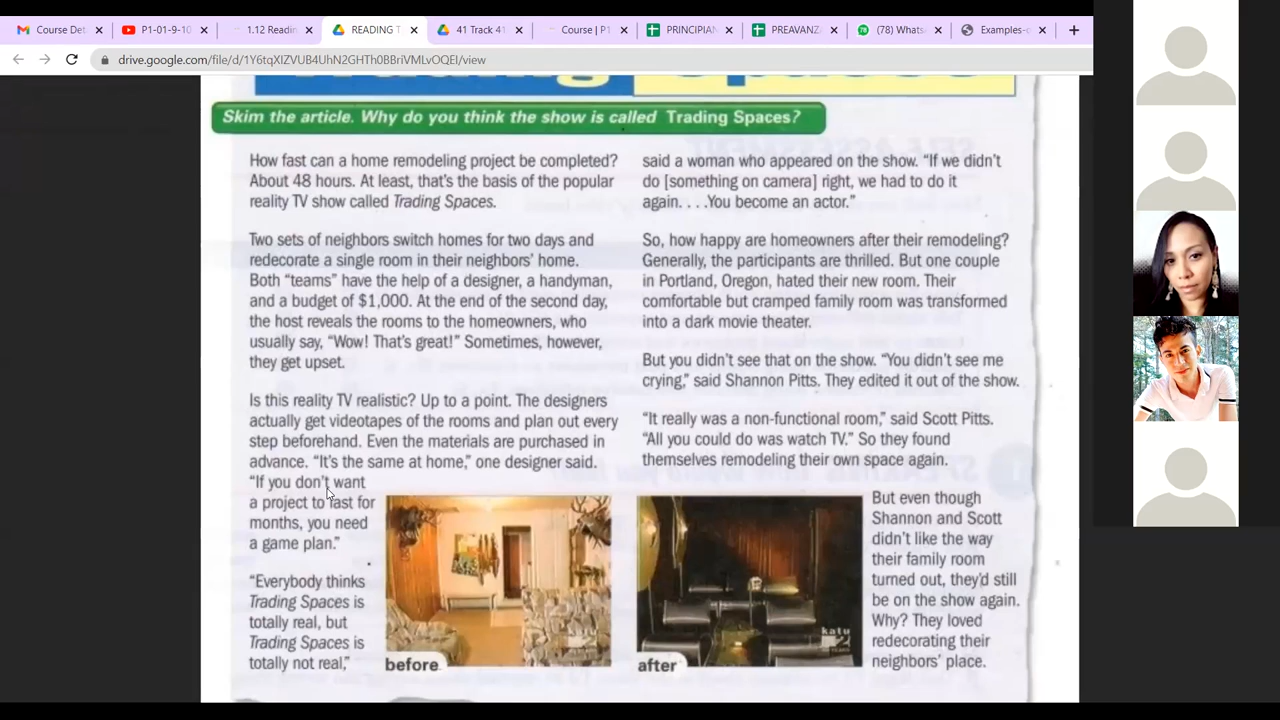 Course Det
P1-01-9-10
1.12 Readin
READING T
41 Track 41
Course | P1
PRINCIPIAN
PREAVANZ
(78) Whats
Examples-
drive.google.com/file/d/1Y6tqXIZVUB4UhN2GHTh0BBriVMLvOQEI/view
Skim the article. Why do you think the show is called Trading Spaces?
How fast can a home remodeling project be completed?
About 48 hours. At least, that's the basis of the popular
reality TV show called Trading Spaces.
Two sets of neighbors switch homes for two days and
redecorate a single room in their neighbors' home.
Both “teams” have the help of a designer, a handyman,
and a budget of $1,000. At the end of the second day,
the host reveals the rooms to the homeowners, who
usually say, “Wow! That's great!” Sometimes, however,
they get upset.
Is this reality TV realistic? Up to a point. The designers
actually get videotapes of the rooms and plan out every
step beforehand. Even the materials are purchased in
advance. “It's the same at home,” one designer said.
“If you don't want
a project to last for
months, you need
a game plan.”
“Everybody thinks
Trading Spaces is
totally real, but
Trading Spaces is
totally not real,”
before
said a woman who appeared on the show. “If we didn't
do [something on camera] right, we had to do it
again. . . .You become an actor.”
So, how happy are homeowners after their remodeling?
Generally, the participants are thrilled. But one couple
in Portland, Oregon, hated their new room. Their
comfortable but cramped family room was transformed
into a dark movie theater.
But you didn't see that on the show. “You didn't see me
crying,” said Shannon Pitts. They edited it out of the show.
“It really was a non-functional room,” said Scott Pitts.
“All you could do was watch TV.” So they found
themselves remodeling their own space again.
katu
2
after
But even though
Shannon and Scott
didn't like the way
their family room
turned out, they'd still
be on the show again.
Why? They loved
redecorating their
neighbors' place.